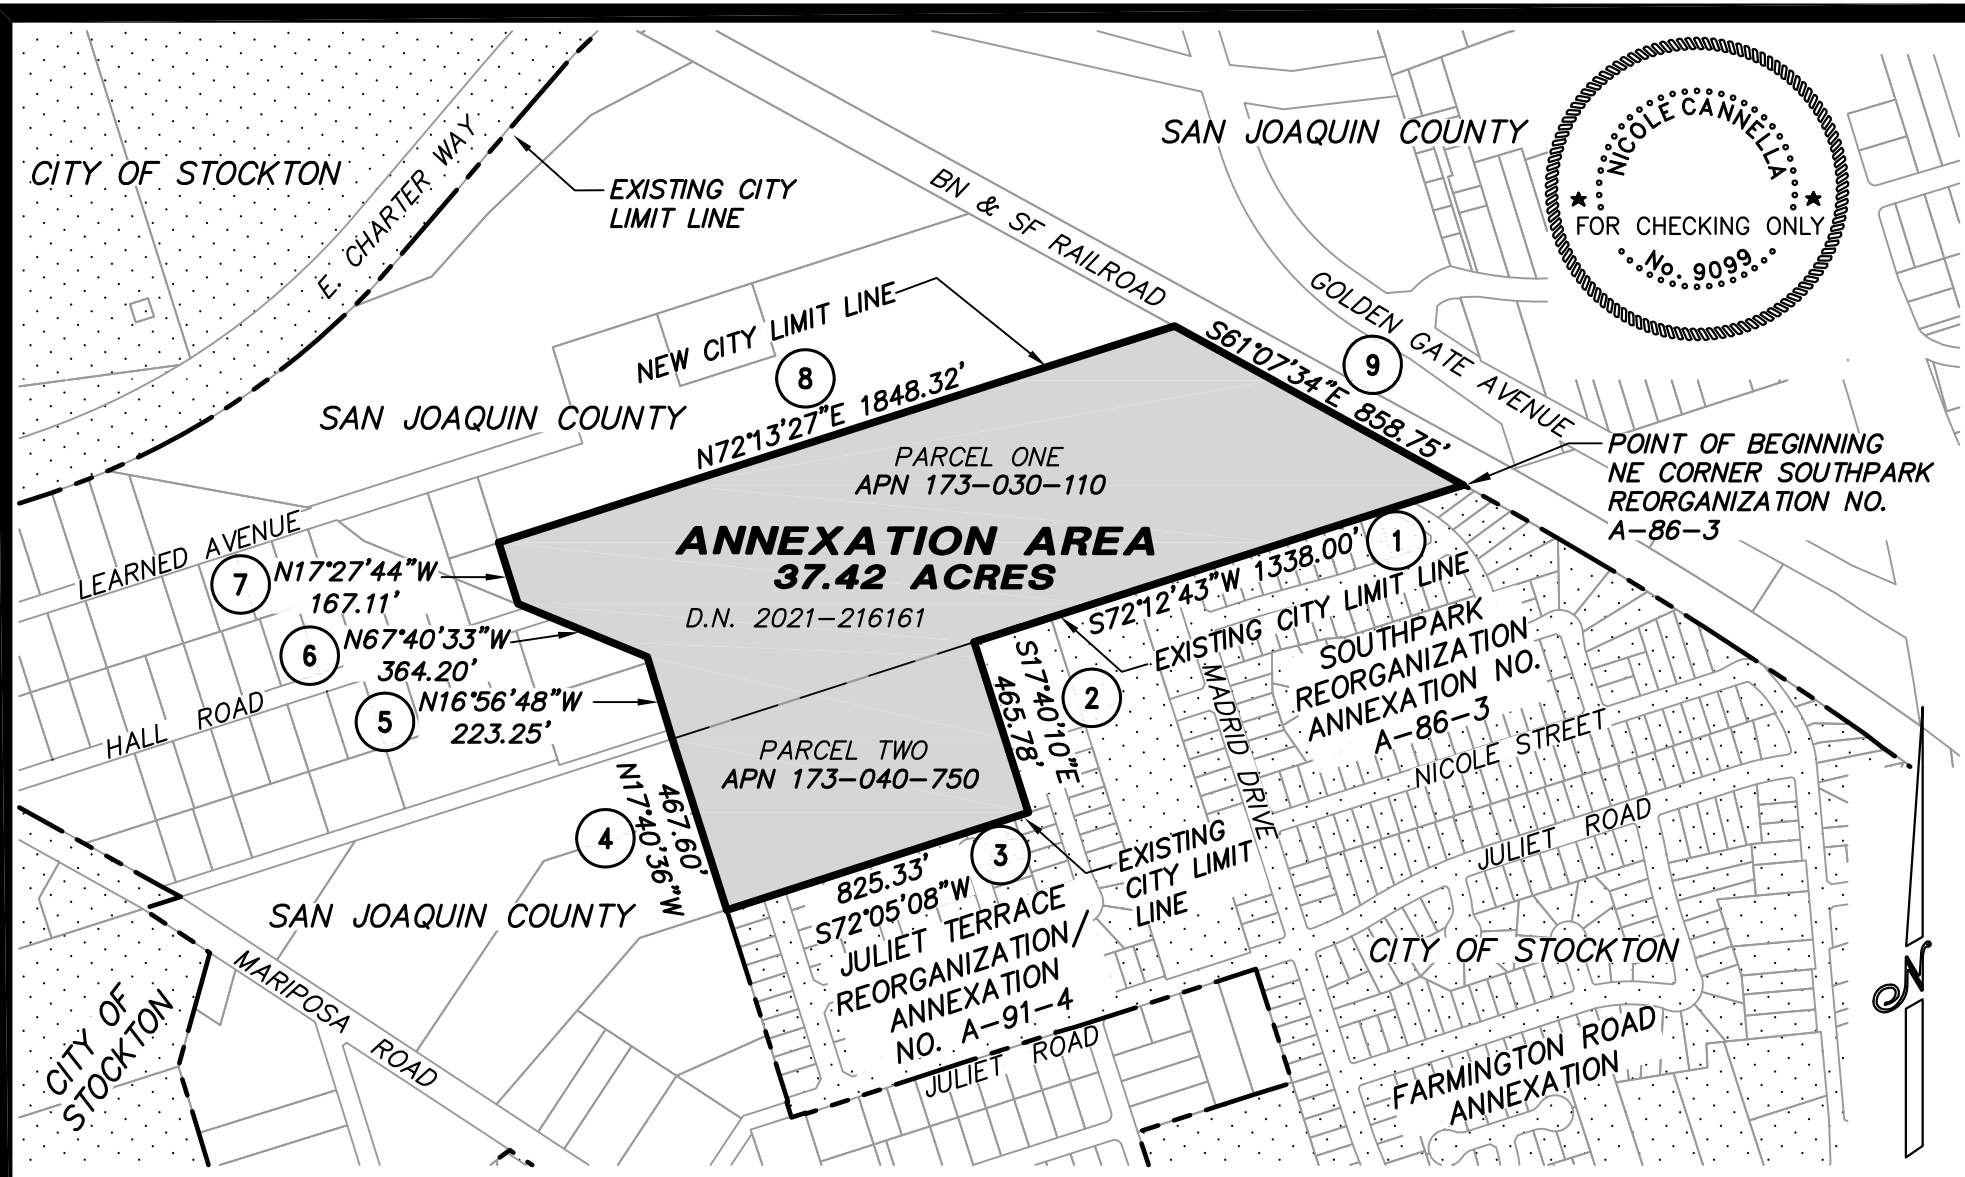 CITY OF STOCKTON
E. CHARTER WAY
EXISTING CITY
LIMIT LINE
BN & SF RAILROAD
SAN JOAQUIN COUNTY
NICOLE CANNELLA
FOR CHECKING ONLY
No. 9099
GOLDEN GATE AVENUE
NEW CITY LIMIT LINE
8
N72°13'27"E 1848.32'
S61°07'34"E 858.75'
9
SAN JOAQUIN COUNTY
POINT OF BEGINNING
NE CORNER SOUTHPARK
REORGANIZATION NO.
A-86-3
PARCEL ONE
APN 173-030-110
ANNEXATION AREA
37.42 ACRES
D.N. 2021-216161
LEARNED AVENUE
7
N17°27'44"W
167.11'
6
N67°40'33"W
364.20'
5
N16°56'48"W
223.25'
HALL ROAD
S72°12'43"W 1338.00'
1
EXISTING CITY LIMIT LINE
SOUTHPARK
REORGANIZATION
ANNEXATION NO.
A-86-3
S17°40'10"E
465.78'
2
MADRID DRIVE
NICOLE STREET
PARCEL TWO
APN 173-040-750
4
467.60'
N17°40'36"W
3
825.33'
S72°05'08"W
EXISTING
CITY LIMIT
LINE
JULIET ROAD
JULIET TERRACE
REORGANIZATION/
ANNEXATION
NO. A-91-4
SAN JOAQUIN COUNTY
MARIPOSA ROAD
CITY OF
STOCKTON
CITY OF STOCKTON
JULIET ROAD
FARMINGTON ROAD
ANNEXATION
N